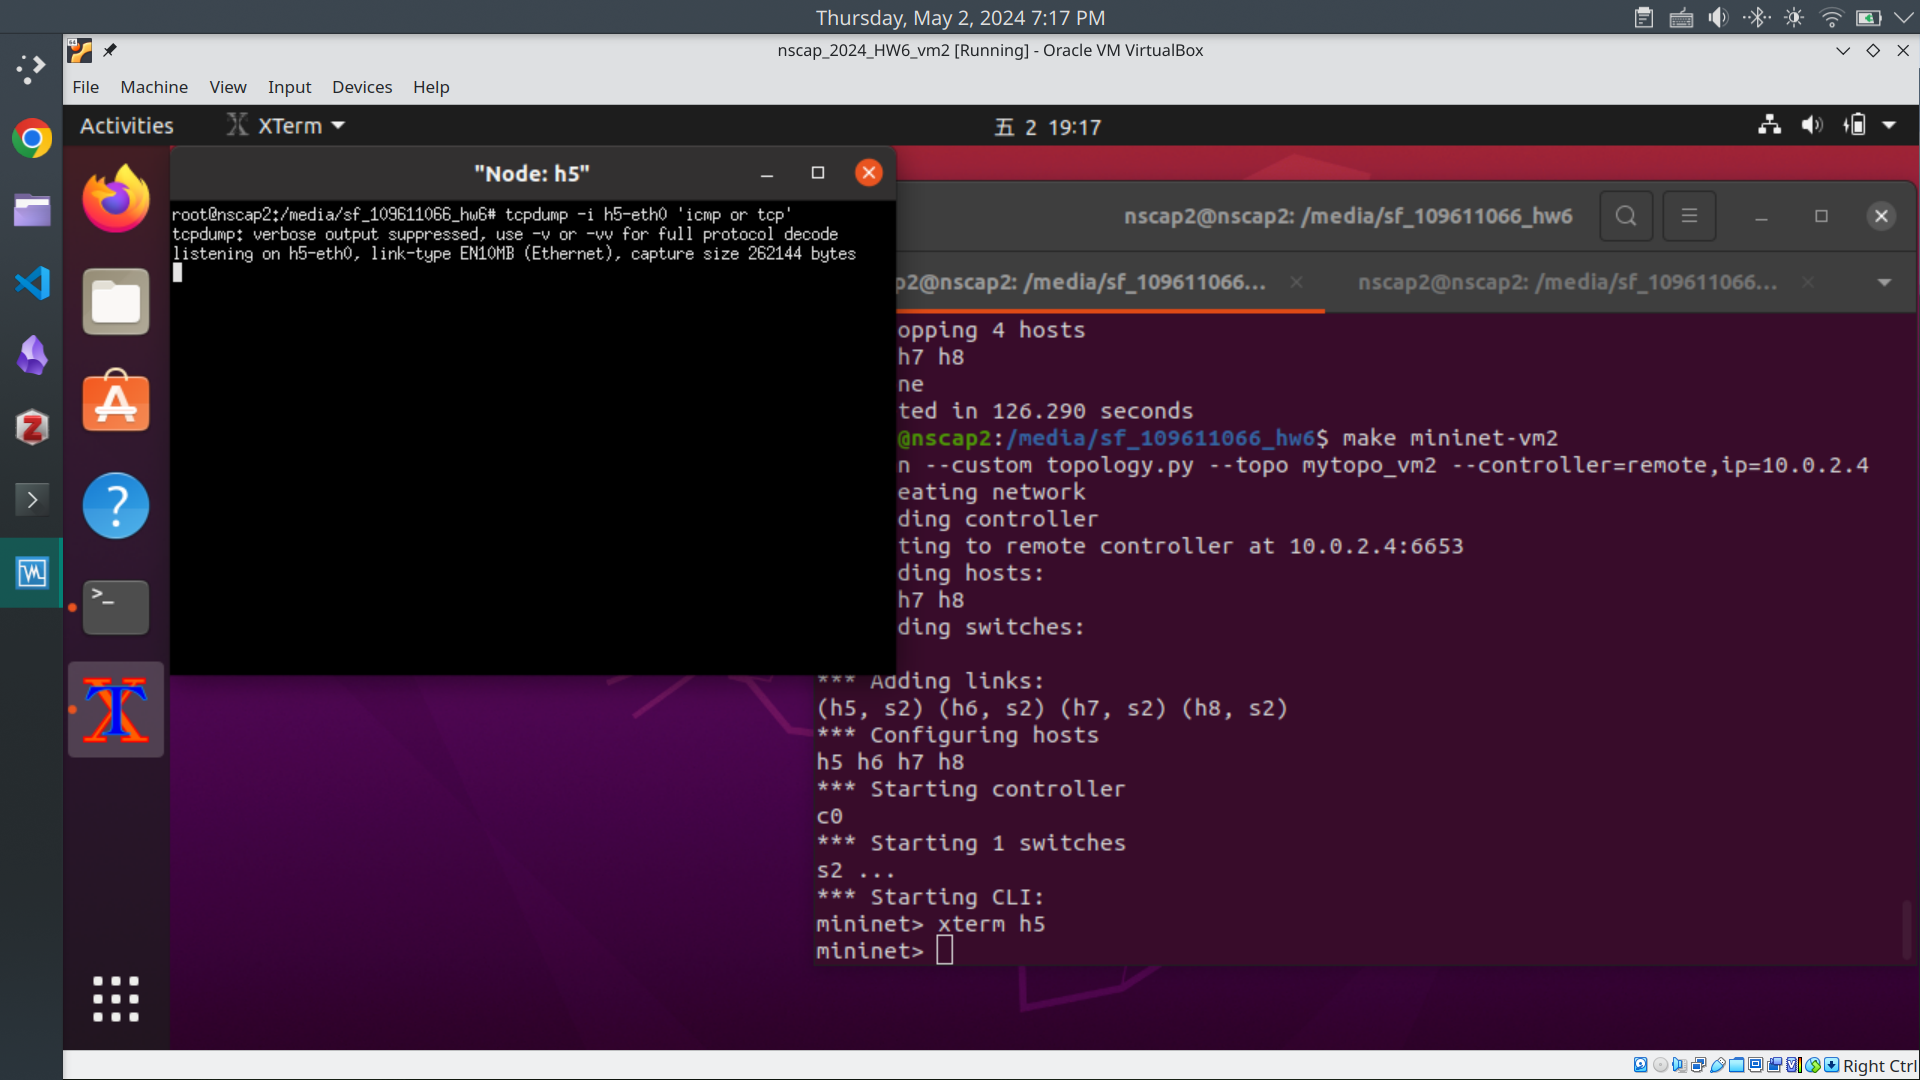 Thursday, May 2, 2024 7:17 PM
nscap_2024_HW6_vm2 [Running] - Oracle VM VirtualBox
File Machine View Input Devices Help
Activities XTerm 五 2 19:17
"Node: h5"
root@nscap2:/media/sf_109611066_hw6# tcpdump -i h5-eth0 'icmp or tcp'
tcpdump: verbose output suppressed, use -v or -vv for full protocol decode
listening on h5-eth0, link-type EN10MB (Ethernet), capture size 262144 bytes
nscap2@nscap2: /media/sf_109611066_hw6
p2@nscap2: /media/sf_109611066... nscap2@nscap2: /media/sf_109611066...
opping 4 hosts
h7 h8
ne
ted in 126.290 seconds
@nscap2:/media/sf_109611066_hw6$ make mininet-vm2
n --custom topology.py --topo mytopo_vm2 --controller=remote,ip=10.0.2.4
eating network
ding controller
ting to remote controller at 10.0.2.4:6653
ding hosts:
h7 h8
ding switches:
*** Adding links:
(h5, s2) (h6, s2) (h7, s2) (h8, s2)
*** Configuring hosts
h5 h6 h7 h8
*** Starting controller
c0
*** Starting 1 switches
s2 ...
*** Starting CLI:
mininet> xterm h5
mininet>
Right Ctrl